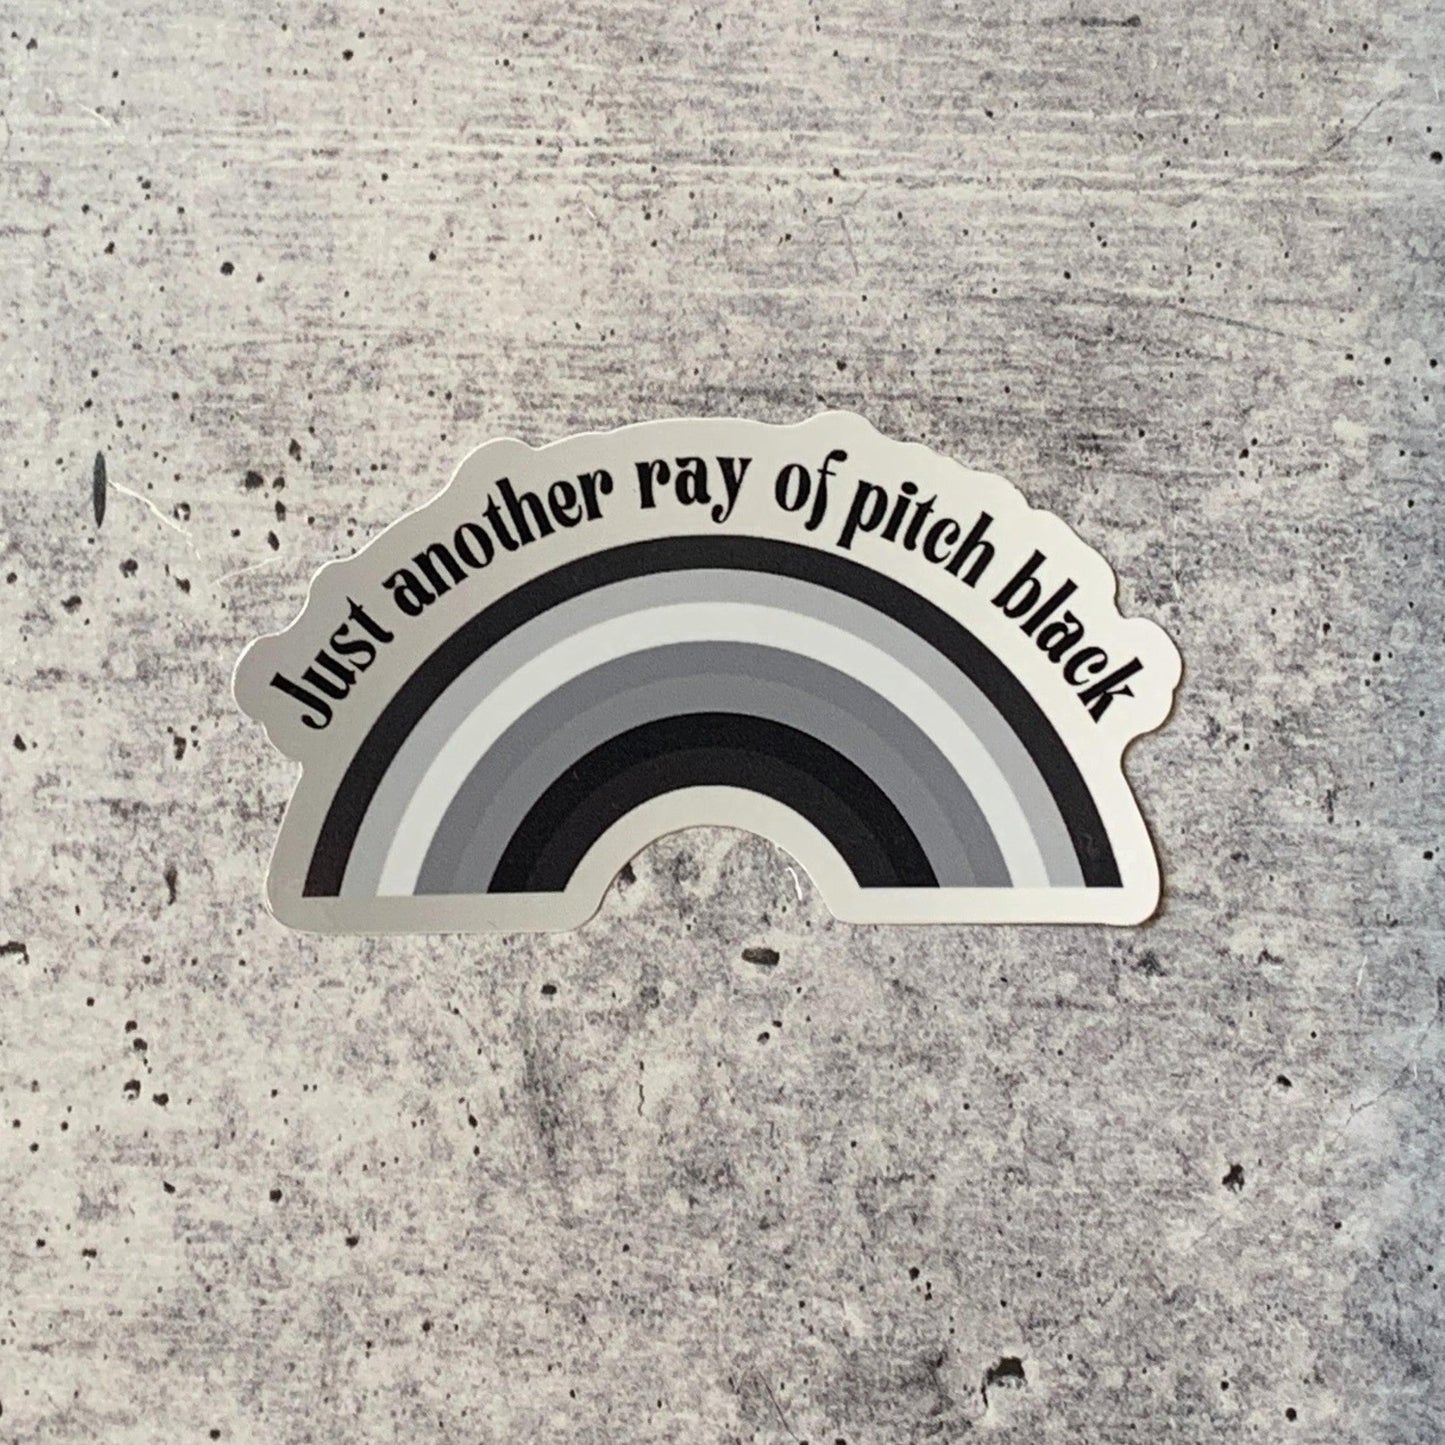 Just another ray of pitch black